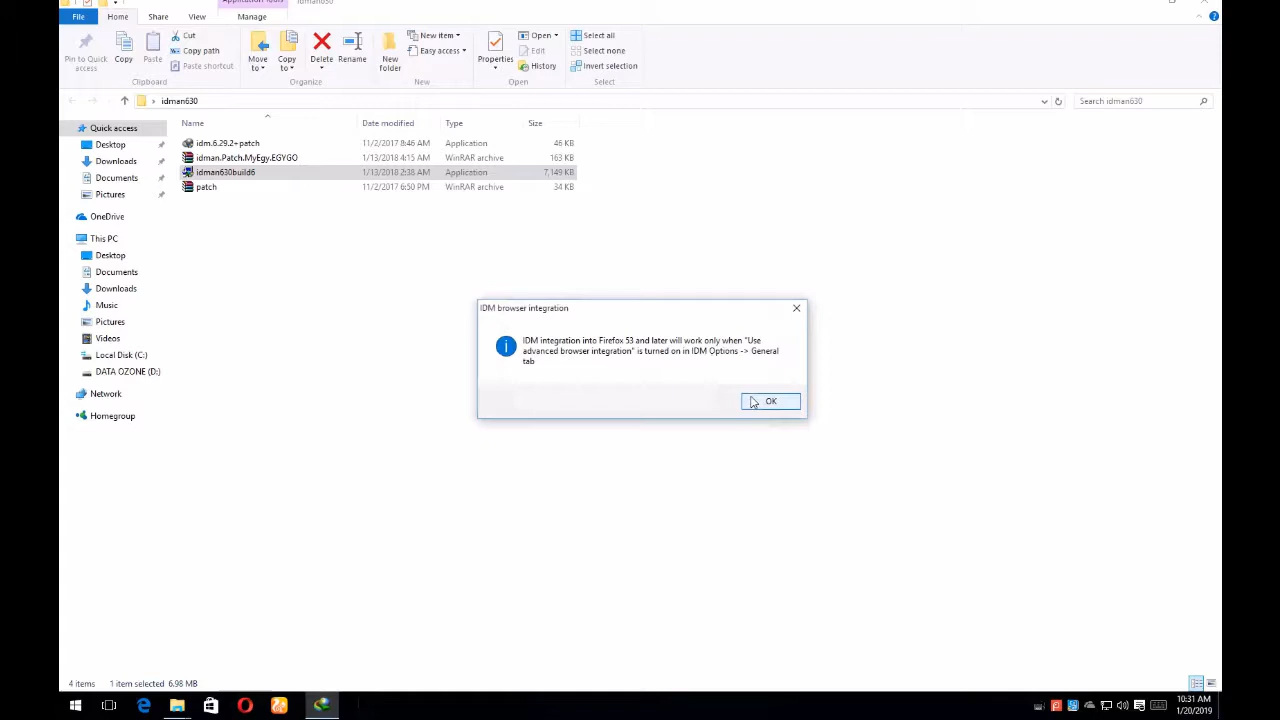 Application Tools
idman630
File
Home
Share
View
Manage
Pin to Quick
access
Copy
Paste
Cut
Copy path
Paste shortcut
Clipboard
Move
to
Copy
to
Delete
Rename
Organize
New
folder
New item
Easy access
New
Properties
Open
Edit
History
Open
Select all
Select none
Invert selection
Select
idman630
Search idman630
Name
Date modified
Type
Size
idm.6.29.2+patch 11/2/2017 8:46 AM Application 46 KB
idman.Patch.MyEgy.EGYGO 1/13/2018 4:15 AM WinRAR archive 163 KB
idman630build6 1/13/2018 2:38 AM Application 7,149 KB
patch 11/2/2017 6:50 PM WinRAR archive 34 KB
Quick access
Desktop
Downloads
Documents
Pictures
OneDrive
This PC
Desktop
Documents
Downloads
Music
Pictures
Videos
Local Disk (C:)
DATA OZONE (D:)
Network
Homegroup
IDM browser integration
IDM integration into Firefox 53 and later will work only when "Use
advanced browser integration" is turned on in IDM Options -> General
tab
OK
4 items 1 item selected 6.98 MB
10:31 AM
1/20/2019